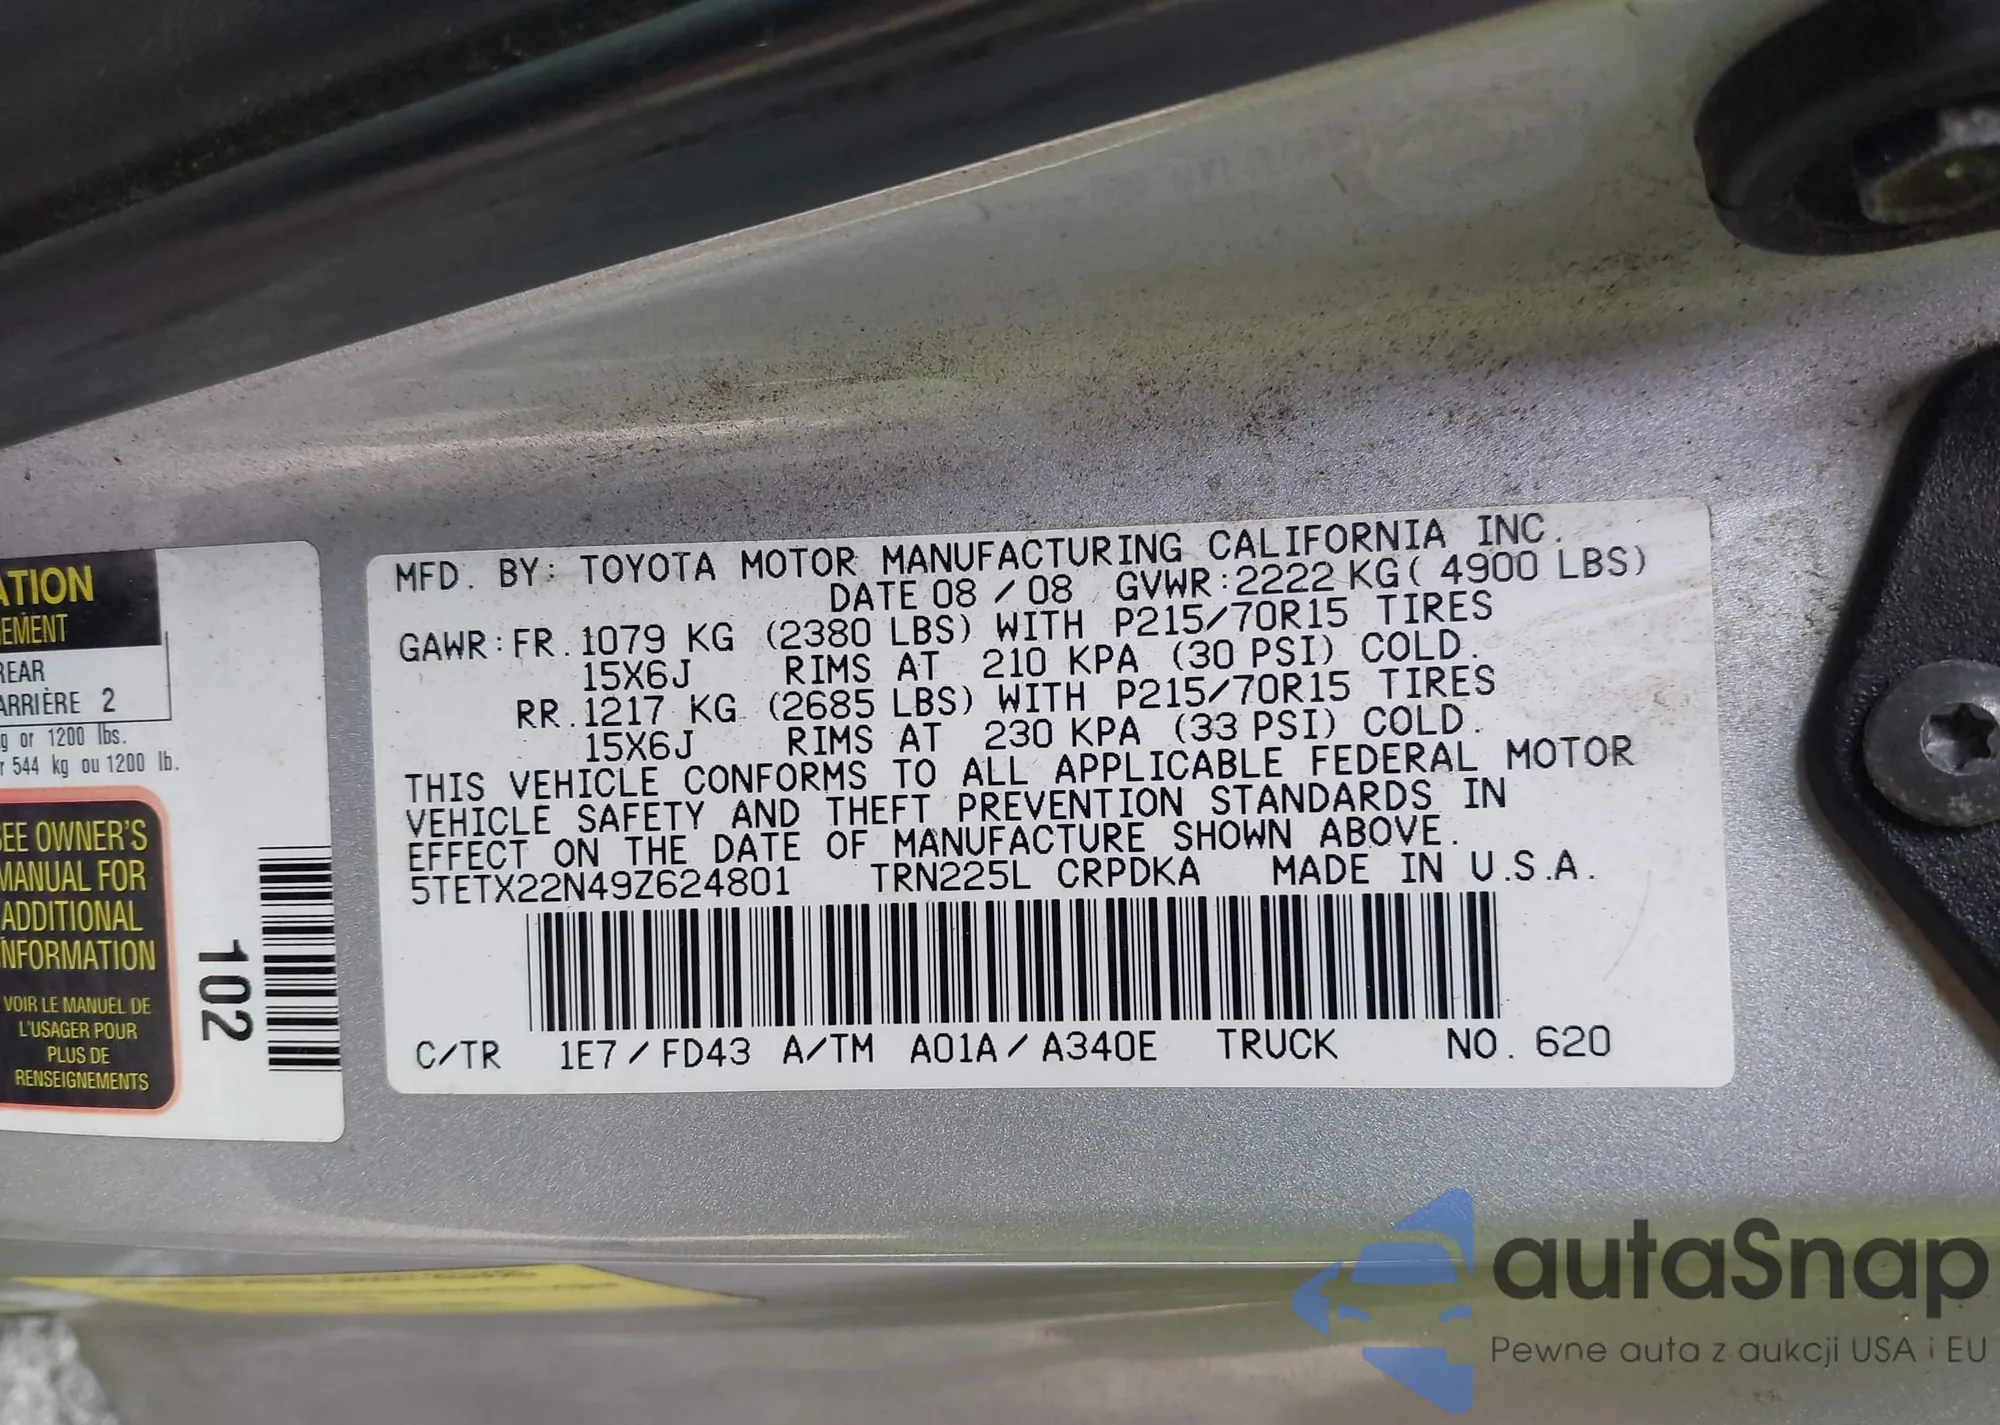 ATION
EMENT
REAR
ARRIÈRE 2
g or 1200 lbs.
r 544 kg ou 1200 lb.
SEE OWNER'S
MANUAL FOR
ADDITIONAL
INFORMATION
VOIR LE MANUEL DE
L'USAGER POUR
PLUS DE
RENSEIGNEMENTS
102
MFD. BY: TOYOTA MOTOR MANUFACTURING CALIFORNIA INC.
DATE 08 / 08 GVWR:2222 KG( 4900 LBS)
GAWR:FR.1079 KG (2380 LBS) WITH P215/70R15 TIRES
15X6J RIMS AT 210 KPA (30 PSI) COLD.
RR.1217 KG (2685 LBS) WITH P215/70R15 TIRES
15X6J RIMS AT 230 KPA (33 PSI) COLD.
THIS VEHICLE CONFORMS TO ALL APPLICABLE FEDERAL MOTOR
VEHICLE SAFETY AND THEFT PREVENTION STANDARDS IN
EFFECT ON THE DATE OF MANUFACTURE SHOWN ABOVE.
5TETX22N49Z624801 TRN225L CRPDKA MADE IN U.S.A.
C/TR 1E7/FD43 A/TM A01A/A340E TRUCK NO. 620
autaSnap
Pewne auta z aukcji USA i EU